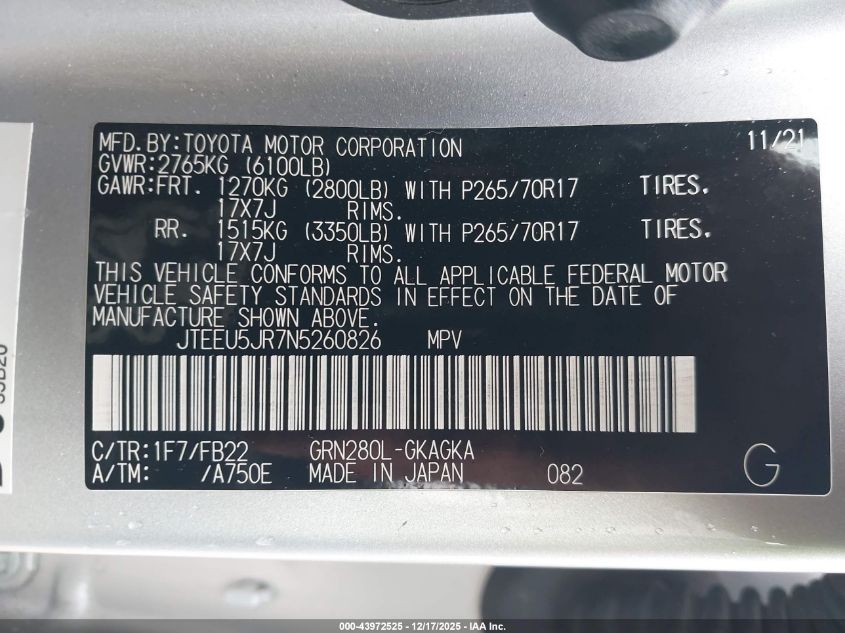 MFD.BY:TOYOTA MOTOR CORPORATION 11/21
GVWR:2765KG (6100LB)
GAWR:FRT. 1270KG (2800LB) WITH P265/70R17 TIRES.
17X7J RIMS.
RR. 1515KG (3350LB) WITH P265/70R17 TIRES.
17X7J RIMS.
THIS VEHICLE CONFORMS TO ALL APPLICABLE FEDERAL MOTOR
VEHICLE SAFETY STANDARDS IN EFFECT ON THE DATE OF
MANUFACTURE SHOWN ABOVE.
JTEEU5JR7N5260826 MPV
C/TR:1F7/FB22 GRN280L-GKAGKA
A/TM: /A750E MADE IN JAPAN 082 G
000-43972525 - 12/17/2025 - IAA, Inc.